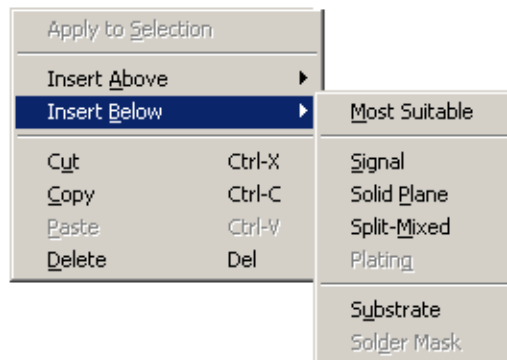 Apply to Selection
Insert Above
Insert Below
Cut Ctrl-X
Copy Ctrl-C
Paste Ctrl-V
Delete Del
Most Suitable
Signal
Solid Plane
Split-Mixed
Plating
Substrate
Solder Mask